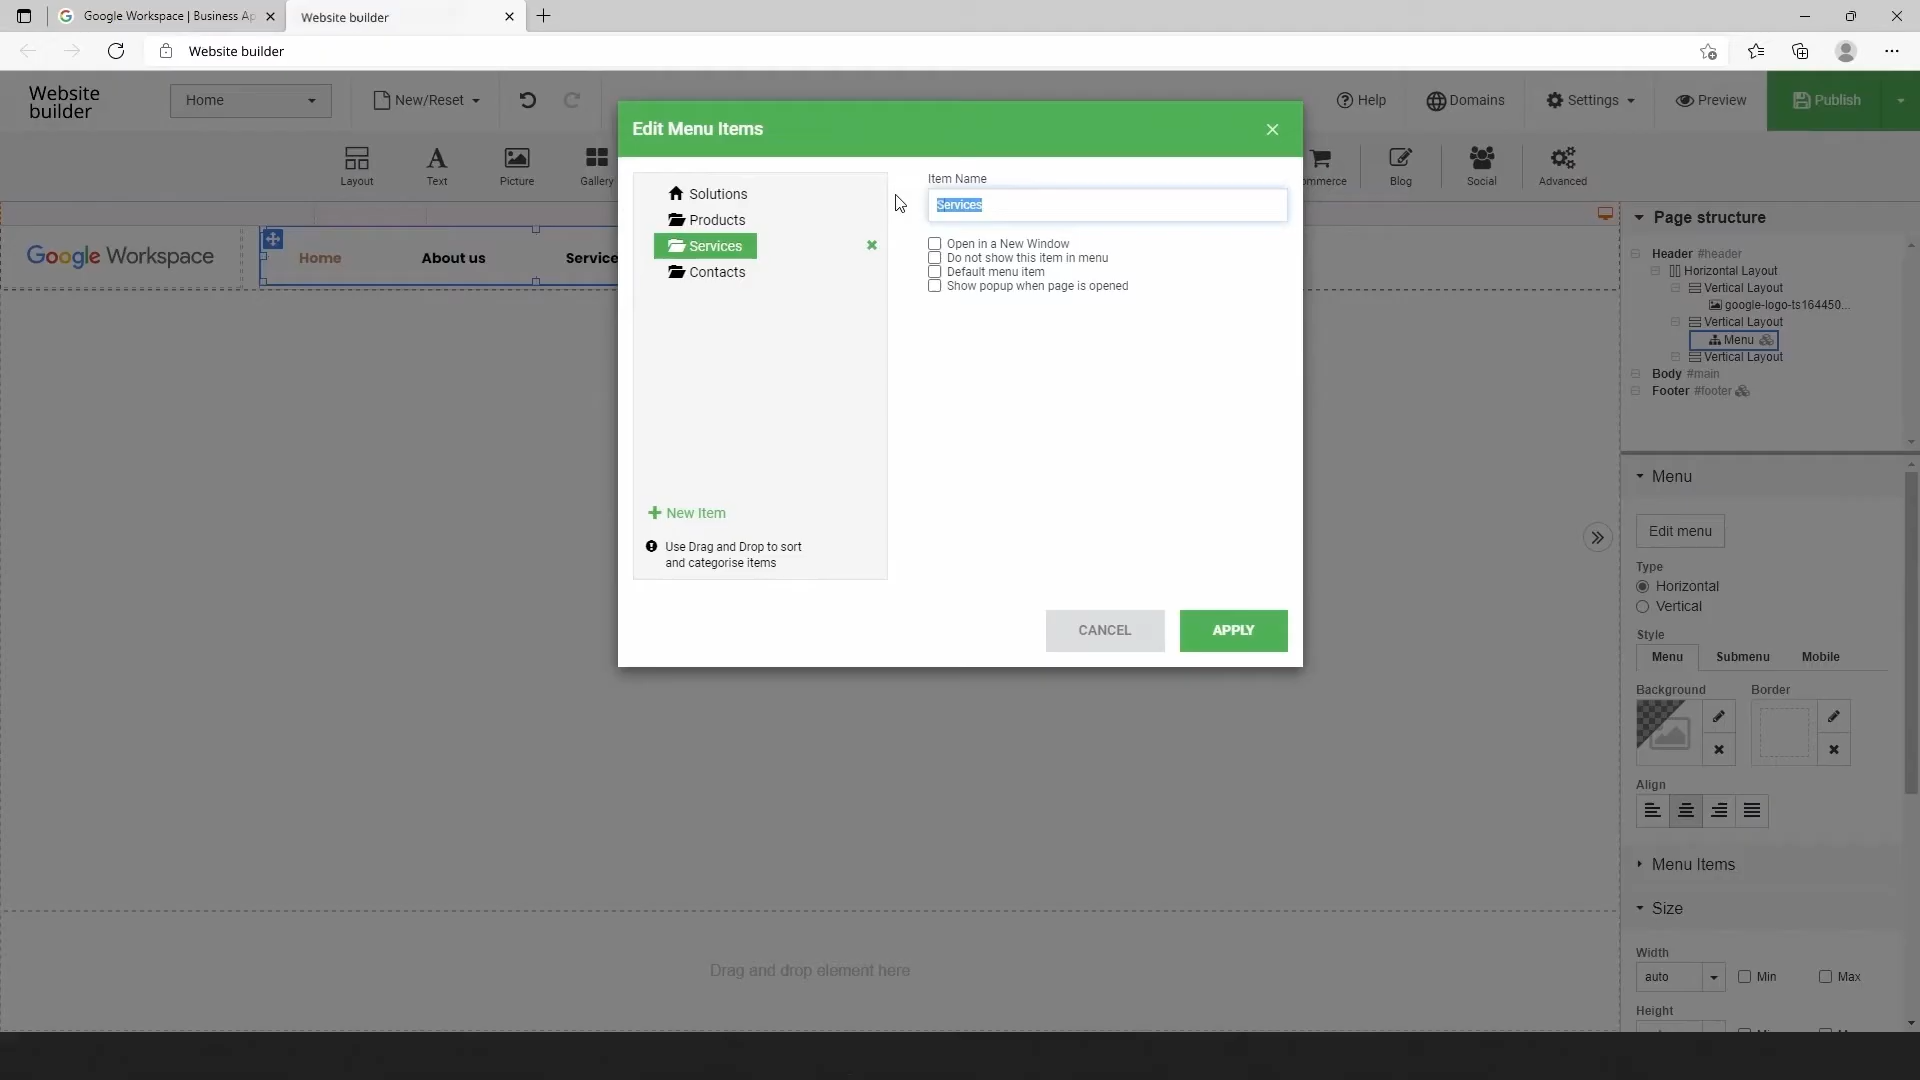 Google Workspace | Business Ap
Website builder
Website builder
Website
builder
Home
New/Reset
Help
Domains
Settings
Preview
Publish
Layout
Text
Picture
Gallery
mmerce
Blog
Social
Advanced
Google Workspace
Home
About us
Service
Edit Menu Items
Solutions
Products
Services
Contacts
New Item
Use Drag and Drop to sort
and categorise items
Item Name
Services
Open in a New Window
Do not show this item in menu
Default menu item
Show popup when page is opened
CANCEL
APPLY
Drag and drop element here
Page structure
Header #header
Horizontal Layout
Vertical Layout
google-logo-ts164450...
Vertical Layout
Menu
Vertical Layout
Body #main
Footer #footer
Menu
Edit menu
Type
Horizontal
Vertical
Style
Menu Submenu Mobile
Background Border
Align
Menu Items
Size
Width
auto Min Max
Height